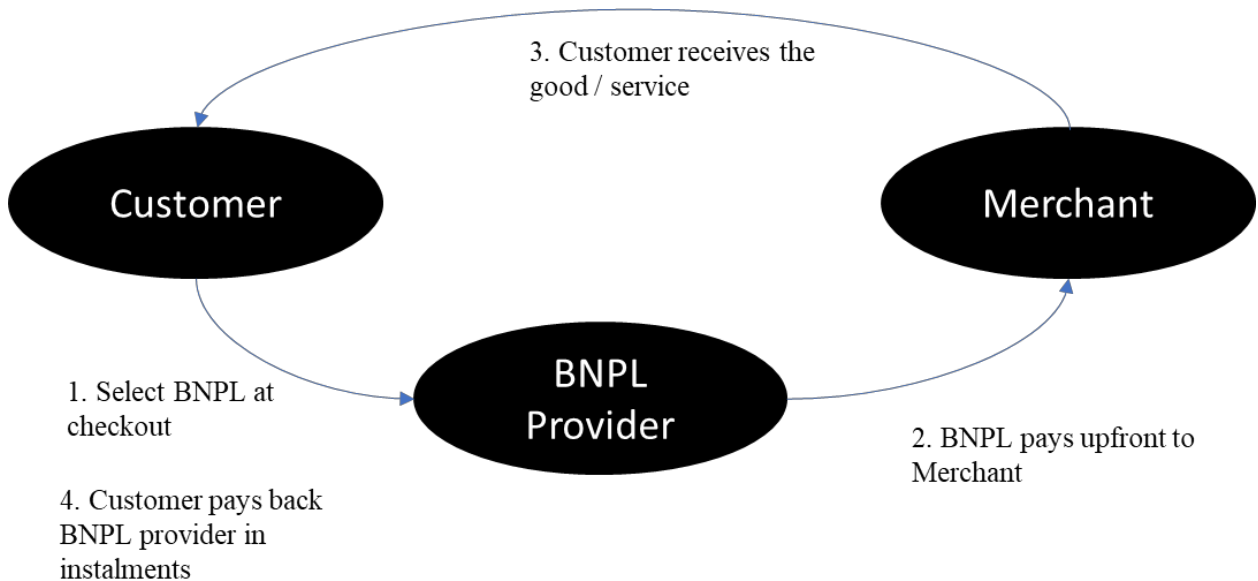 3. Customer receives the
good / service
Customer
Merchant
BNPL
Provider
1. Select BNPL at
checkout
2. BNPL pays upfront to
Merchant
4. Customer pays back
BNPL provider in
instalments